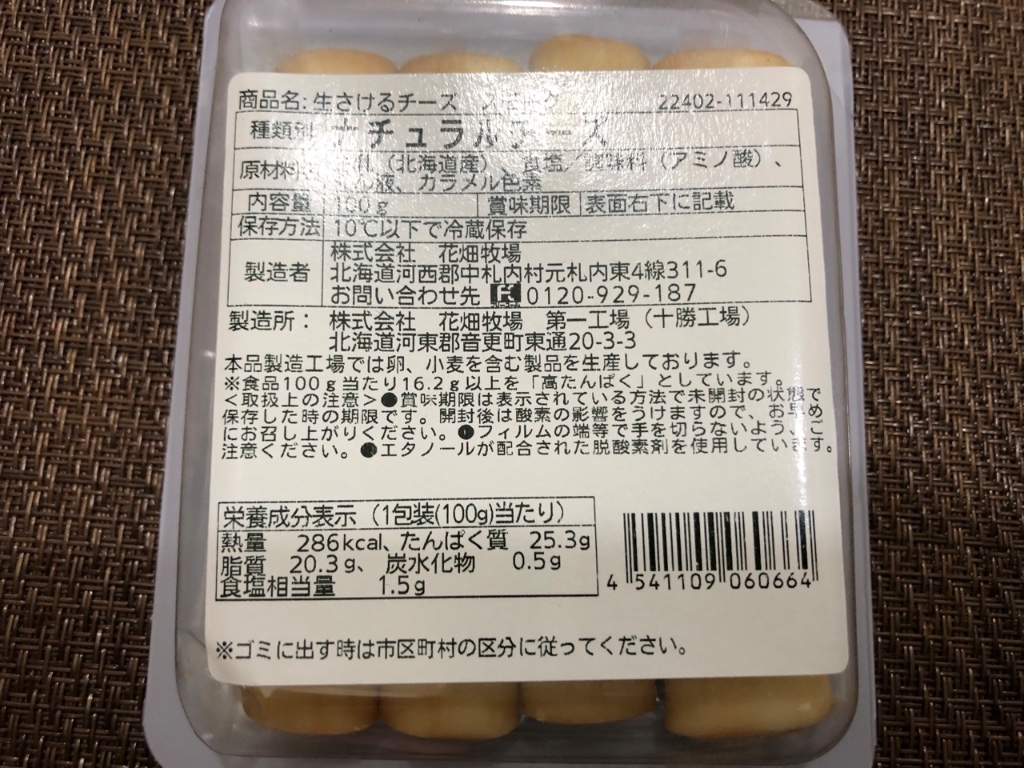 商品名: 生さけるチーズ スモーク 22402-111429
種類別 ナチュラルチーズ
原材料名 生乳（北海道産）、食塩/調味料（アミノ酸）、
液、カラメル色素
内容量 100g 賞味期限 表面右下に記載
保存方法 10℃以下で冷蔵保存
製造者 株式会社 花畑牧場
北海道河西郡中札内村元札内東4線311-6
お問い合わせ先 0120-929-187
製造所： 株式会社 花畑牧場 第一工場（十勝工場）
北海道河東郡音更町東通20-3-3
本品製造工場では卵、小麦を含む製品を生産しております。
※食品100g当たり16.2g以上を「高たんぱく」としています。
＜取扱上の注意＞●賞味期限は表示されている方法で未開封の状態で
保存した時の期限です。開封後は酸素の影響をうけますので、お早め
にお召し上がりください。●フィルムの端等で手を切らないよう、ご
注意ください。●エタノールが配合された脱酸素剤を使用しています。
栄養成分表示（1包装(100g)当たり）
熱量 286kcal、たんぱく質 25.3g
脂質 20.3g、炭水化物 0.5g
食塩相当量 1.5g
4 541109 060664
※ゴミに出す時は市区町村の区分に従ってください。